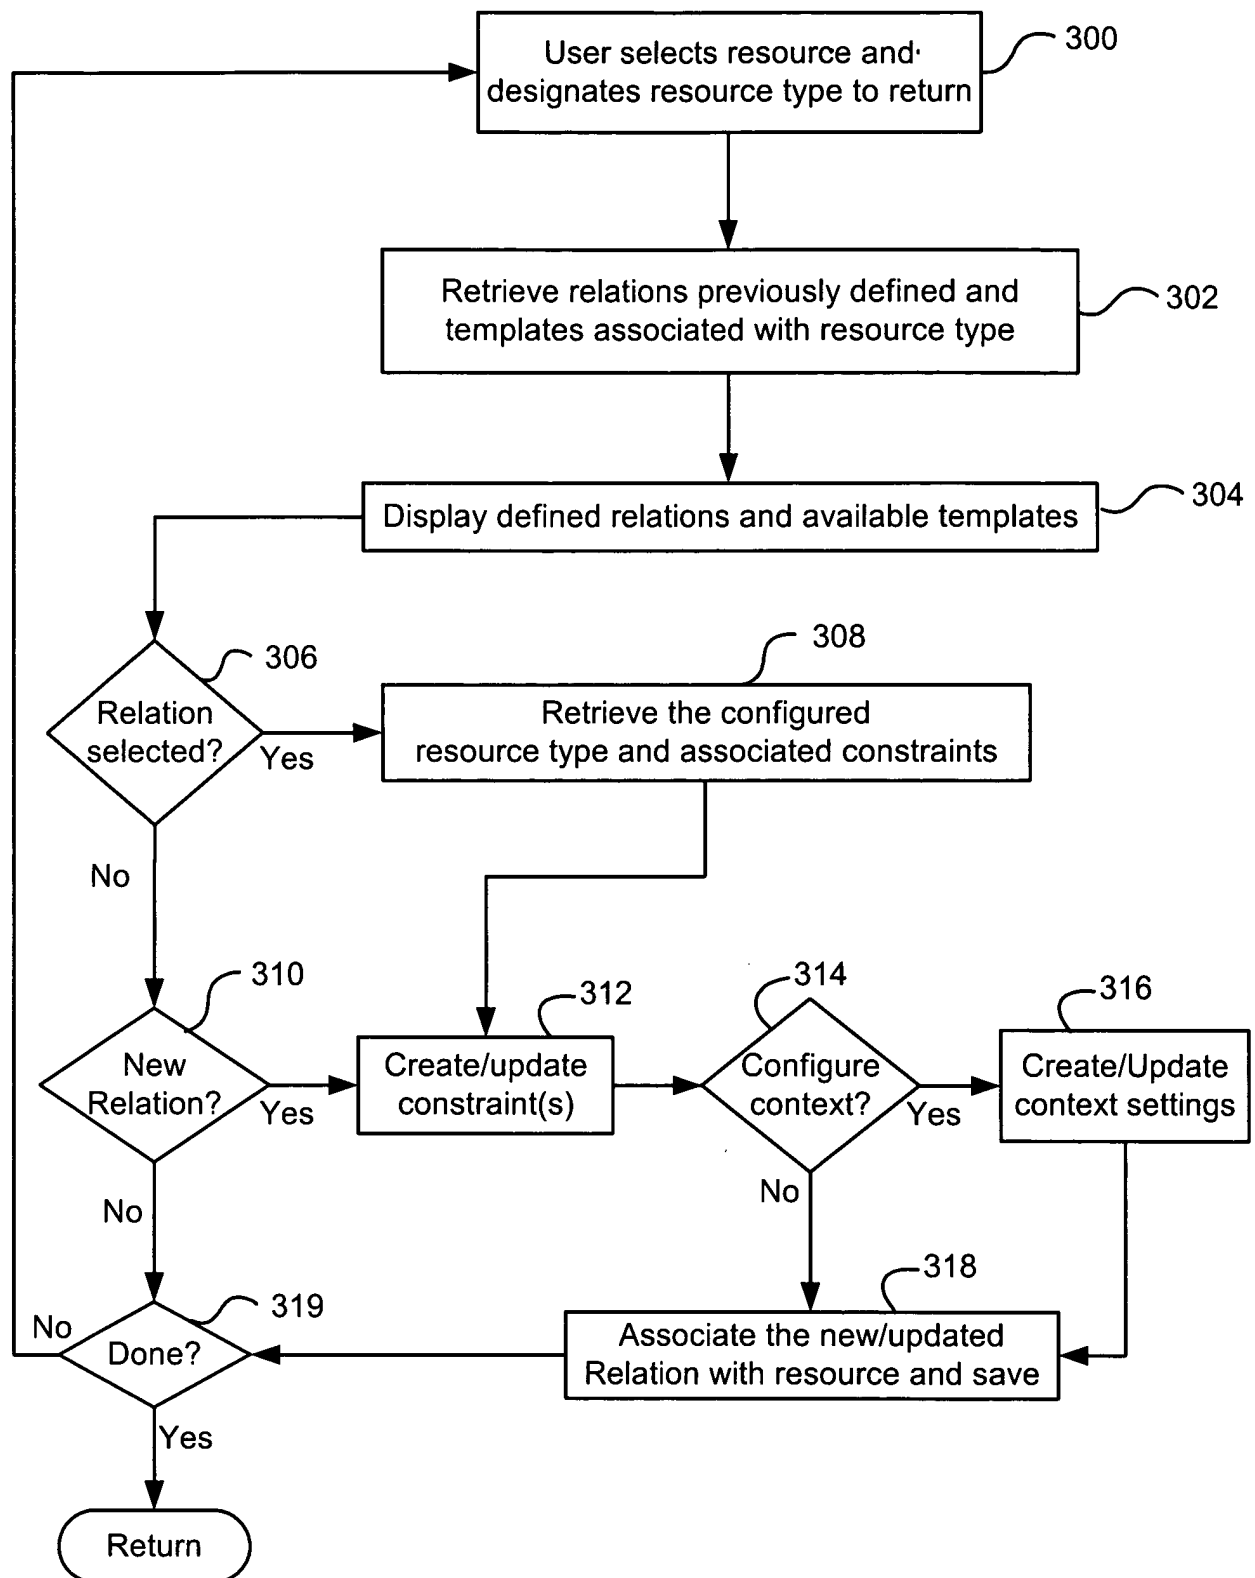 User selects resource and
designates resource type to return
300
Retrieve relations previously defined and
templates associated with resource type
302
Display defined relations and available templates
304
306
Relation
selected?
Yes
308
Retrieve the configured
resource type and associated constraints
No
310
New
Relation?
Yes
312
Create/update
constraint(s)
314
Configure
context?
Yes
316
Create/Update
context settings
No
No
318
Associate the new/updated
Relation with resource and save
319
No
Done?
Yes
Return